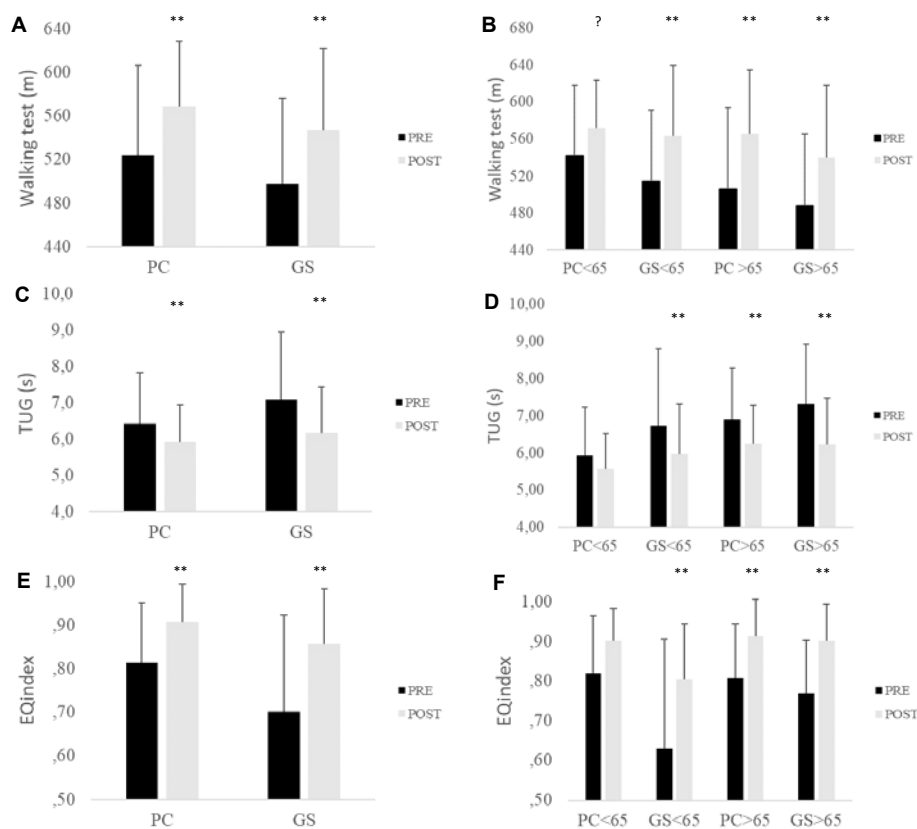 A
** **
Walking test (m)
640
600
560
520
480
440
PC GS
PRE
POST
B
? ** ** **
Walking test (m)
680
640
600
560
520
480
440
PC<65 GS<65 PC >65 GS>65
PRE
POST
C
** **
TUG (s)
10,0
9,0
8,0
7,0
6,0
5,0
4,0
PC GS
PRE
POST
D
** ** **
TUG (s)
10,00
9,00
8,00
7,00
6,00
5,00
4,00
PC<65 GS<65 PC>65 GS>65
PRE
POST
E
** **
EQindex
1,00
,90
,80
,70
,60
,50
PC GS
PRE
POST
F
** ** **
EQindex
1,00
,90
,80
,70
,60
,50
PC<65 GS<65 PC>65 GS>65
PRE
POST